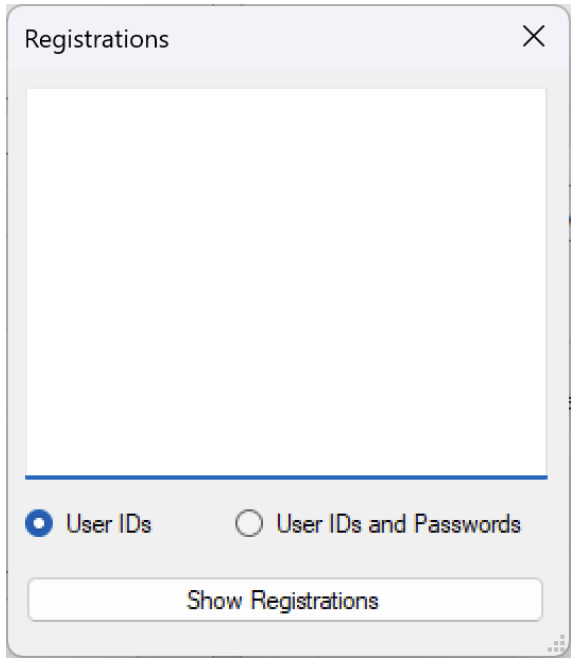 Registrations
User IDs
User IDs and Passwords
Show Registrations